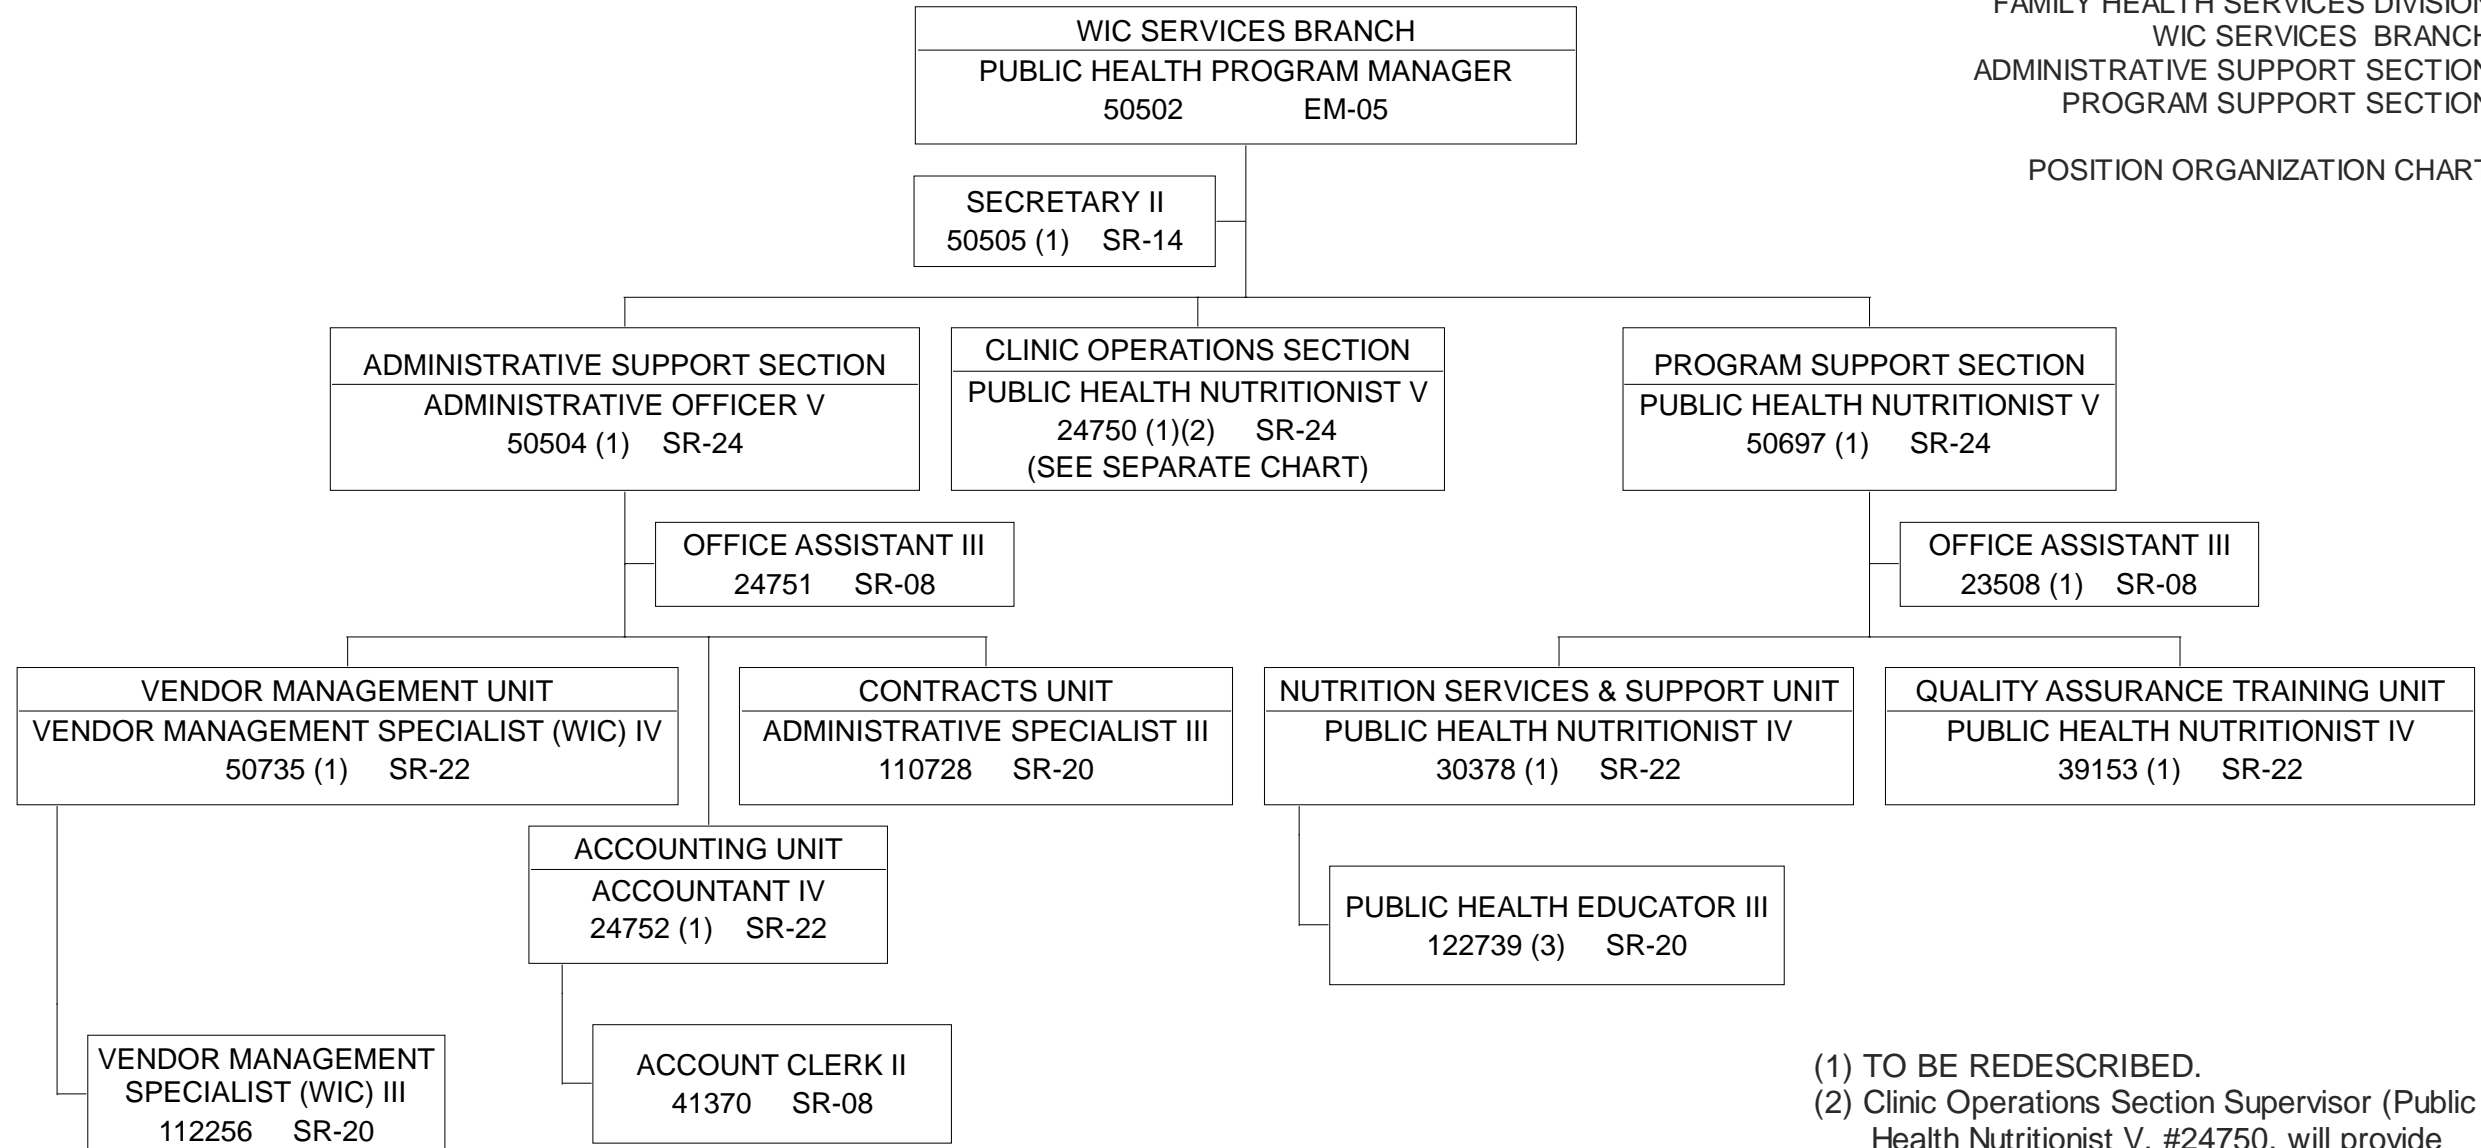 FAMILY HEALTH SERVICES DIVISION
WIC SERVICES BRANCH
ADMINISTRATIVE SUPPORT SECTION
PROGRAM SUPPORT SECTION
POSITION ORGANIZATION CHART
WIC SERVICES BRANCH
PUBLIC HEALTH PROGRAM MANAGER
50502 EM-05
SECRETARY II
50505 (1) SR-14
ADMINISTRATIVE SUPPORT SECTION
ADMINISTRATIVE OFFICER V
50504 (1) SR-24
CLINIC OPERATIONS SECTION
PUBLIC HEALTH NUTRITIONIST V
24750 (1)(2) SR-24
(SEE SEPARATE CHART)
PROGRAM SUPPORT SECTION
PUBLIC HEALTH NUTRITIONIST V
50697 (1) SR-24
OFFICE ASSISTANT III
24751 SR-08
OFFICE ASSISTANT III
23508 (1) SR-08
VENDOR MANAGEMENT UNIT
VENDOR MANAGEMENT SPECIALIST (WIC) IV
50735 (1) SR-22
CONTRACTS UNIT
ADMINISTRATIVE SPECIALIST III
110728 SR-20
NUTRITION SERVICES & SUPPORT UNIT
PUBLIC HEALTH NUTRITIONIST IV
30378 (1) SR-22
QUALITY ASSURANCE TRAINING UNIT
PUBLIC HEALTH NUTRITIONIST IV
39153 (1) SR-22
ACCOUNTING UNIT
ACCOUNTANT IV
24752 (1) SR-22
PUBLIC HEALTH EDUCATOR III
122739 (3) SR-20
VENDOR MANAGEMENT
SPECIALIST (WIC) III
112256 SR-20
ACCOUNT CLERK II
41370 SR-08
(1) TO BE REDESCRIBED.
(2) Clinic Operations Section Supervisor (Public
Health Nutritionist V, #24750, will provide